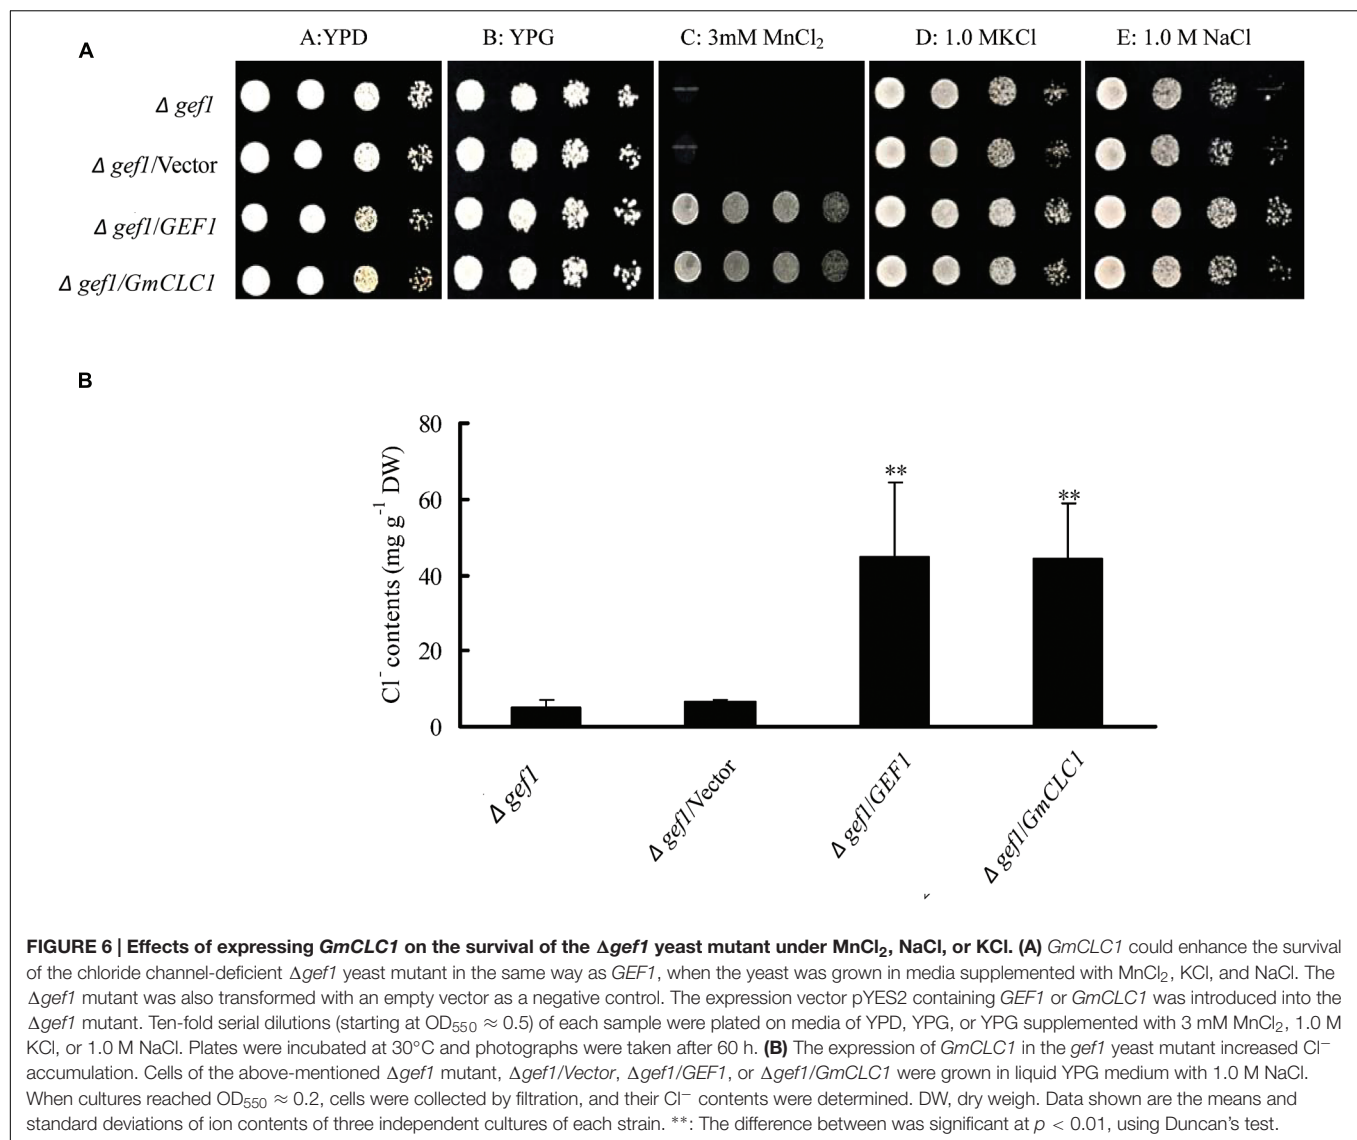 A
A:YPD B: YPG C: 3mM MnCl₂ D: 1.0 MKCl E: 1.0 M NaCl
Δ gef1
Δ gef1/Vector
Δ gef1/GEF1
Δ gef1/GmCLC1
B
Cl⁻ contents (mg g⁻¹ DW)
80
60
40
20
0
** **
Δ gef1 Δ gef1/Vector Δ gef1/GEF1 Δ gef1/GmCLC1
FIGURE 6 | Effects of expressing GmCLC1 on the survival of the Δgef1 yeast mutant under MnCl₂, NaCl, or KCl. (A) GmCLC1 could enhance the survival
of the chloride channel-deficient Δgef1 yeast mutant in the same way as GEF1, when the yeast was grown in media supplemented with MnCl₂, KCl, and NaCl. The
Δgef1 mutant was also transformed with an empty vector as a negative control. The expression vector pYES2 containing GEF1 or GmCLC1 was introduced into the
Δgef1 mutant. Ten-fold serial dilutions (starting at OD₅₅₀ ≈ 0.5) of each sample were plated on media of YPD, YPG, or YPG supplemented with 3 mM MnCl₂, 1.0 M
KCl, or 1.0 M NaCl. Plates were incubated at 30°C and photographs were taken after 60 h. (B) The expression of GmCLC1 in the gef1 yeast mutant increased Cl⁻
accumulation. Cells of the above-mentioned Δgef1 mutant, Δgef1/Vector, Δgef1/GEF1, or Δgef1/GmCLC1 were grown in liquid YPG medium with 1.0 M NaCl.
When cultures reached OD₅₅₀ ≈ 0.2, cells were collected by filtration, and their Cl⁻ contents were determined. DW, dry weigh. Data shown are the means and
standard deviations of ion contents of three independent cultures of each strain. **: The difference between was significant at p < 0.01, using Duncan's test.